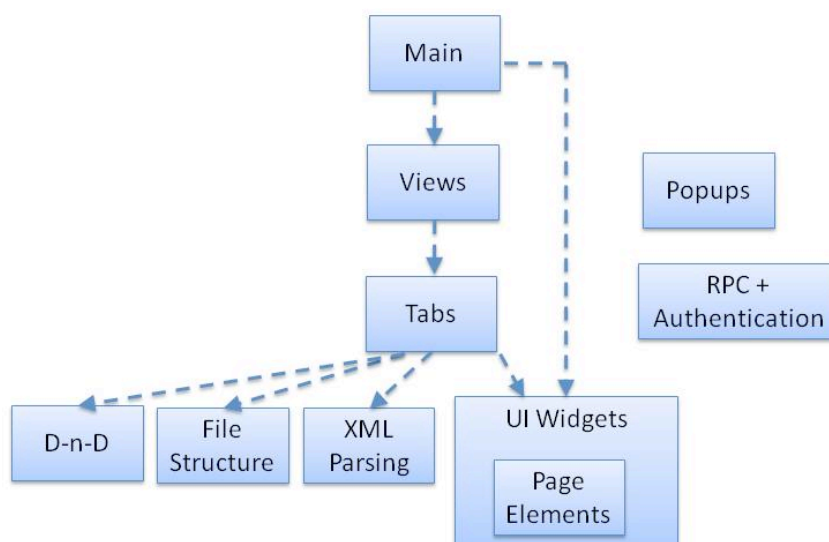 Main
Views
Popups
Tabs
RPC +
Authentication
D-n-D
File
Structure
XML
Parsing
UI Widgets
Page
Elements